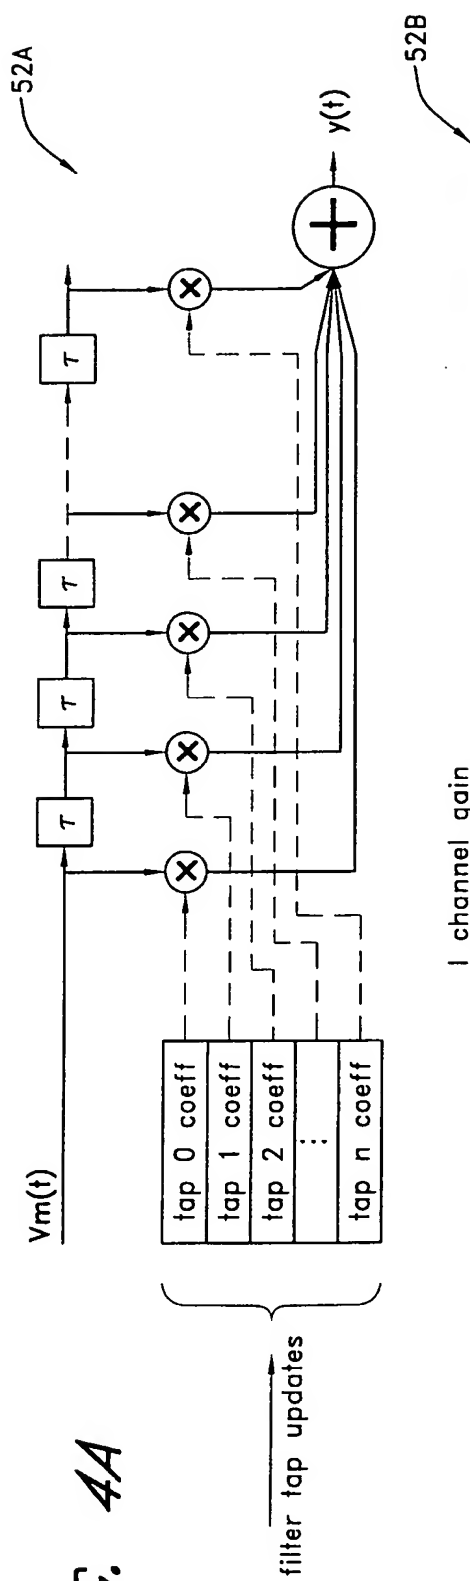 4A
52A
52B
Vm(t)
τ
τ
τ
τ
y(t)
tap 0 coeff
tap 1 coeff
tap 2 coeff
...
tap n coeff
filter tap updates
I channel gain